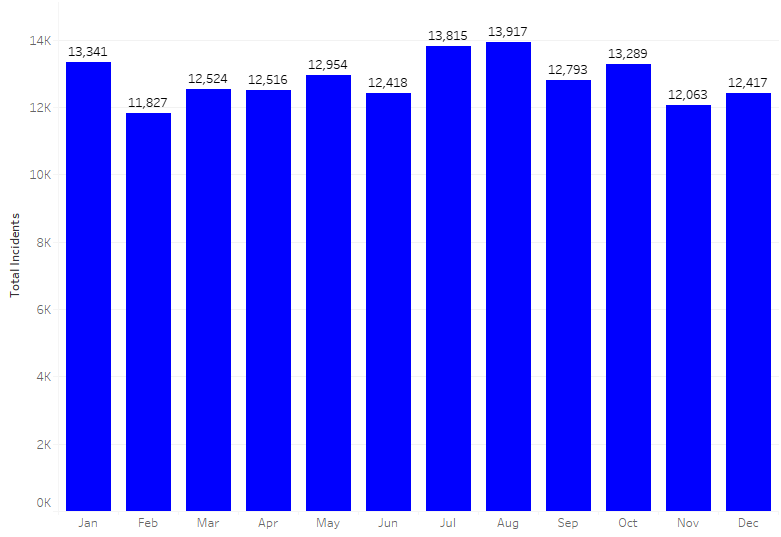 14K
12K
10K
8K
6K
4K
2K
0K
Total Incidents
13,341
11,827
12,524
12,516
12,954
12,418
13,815
13,917
12,793
13,289
12,063
12,417
Jan Feb Mar Apr May Jun Jul Aug Sep Oct Nov Dec